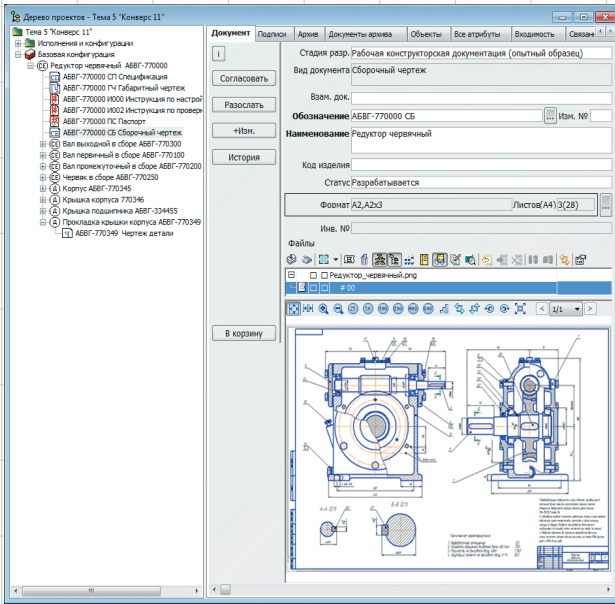 Дерево проектов - Тема 5 "Конверс 11"
Тема 5 "Конверс 11"
Исполнения и конфигурации
Базовая конфигурация
Редуктор червячный АБВГ-770000
АБВГ-770000 СП Спецификация
АБВГ-770000 ГЧ Габаритный чертеж
АБВГ-770000 И000 Инструкция по настрой
АБВГ-770000 И002 Инструкция по проверн
АБВГ-770000 ПС Паспорт
АБВГ-770000 СБ Сборочный чертеж
Вал выходной в сборе АБВГ-770300
Вал первичный в сборе АБВГ-770100
Вал промежуточный в сборе АБВГ-770200
Червяк в сборе АБВГ-770250
Корпус АБВГ-770345
Крышка корпуса 770346
Крышка подшипника АБВГ-334455
Прокладка крышки корпуса АБВГ-770349
АБВГ-770349 Чертеж детали
Документ Подписи Архив Документы архива Объекты Все атрибуты Входимость Связан
Согласовать
Разослать
+Изм.
История
В корзину
Стадия разр. Рабочая конструкторская документация (опытный образец)
Вид документа Сборочный чертеж
Взам. док.
Обозначение АБВГ-770000 СБ ... Изм. №
Наименование Редуктор червячный
Код изделия
Статус Разрабатывается
Формат А2,А2х3 Листов(А4) 3(28) ...
Инв. №
Файлы
Редуктор_червячный.png
# 00
1/1
А-А (2:1)
Б-Б (2:1)